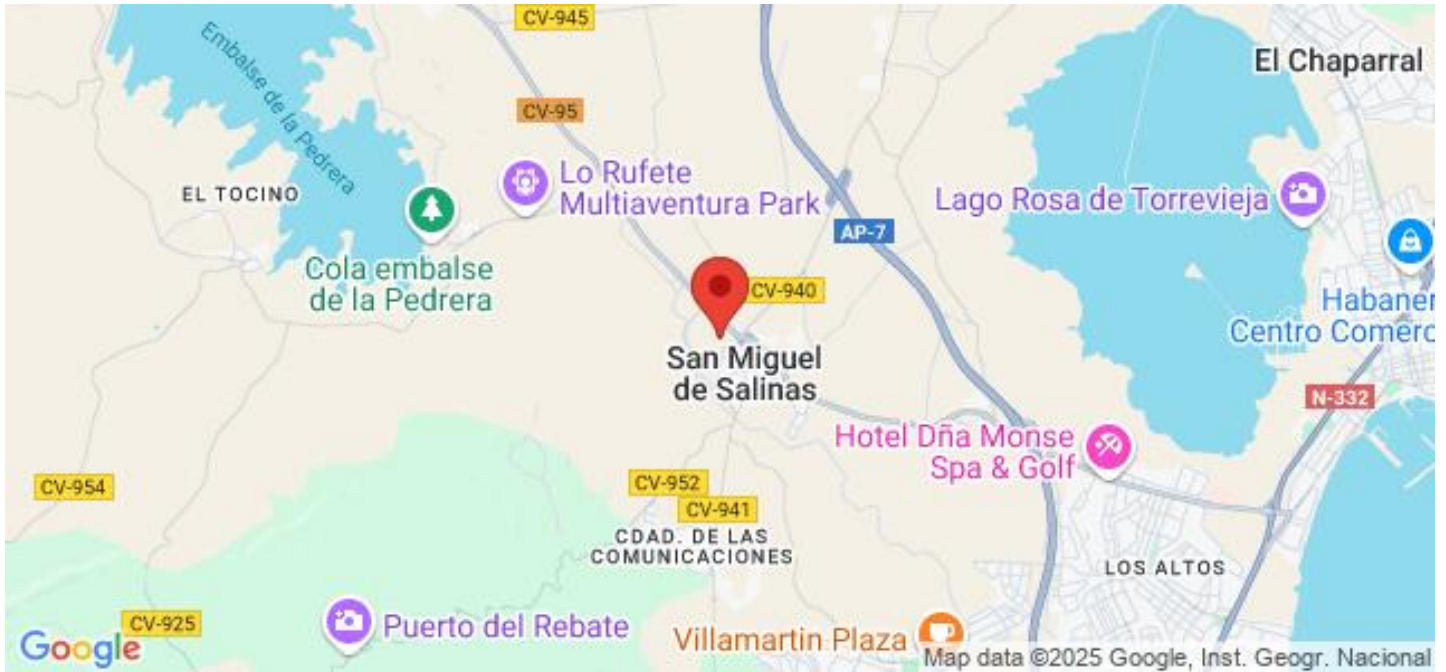 CV-945
Embalse de la Pedrera
El Chaparral
CV-95
EL TOCINO
Lo Rufete
Multiaventura Park
Lago Rosa de Torrevieja
AP-7
Cola embalse
de la Pedrera
CV-940
Habaner
Centro Comerc
San Miguel
de Salinas
N-332
Hotel Dña Monse
Spa & Golf
CV-954
CV-952
CV-941
CDAD. DE LAS
COMUNICACIONES
LOS ALTOS
CV-925
Puerto del Rebate
Villamartin Plaza
Google
Map data ©2025 Google, Inst. Geogr. Nacional